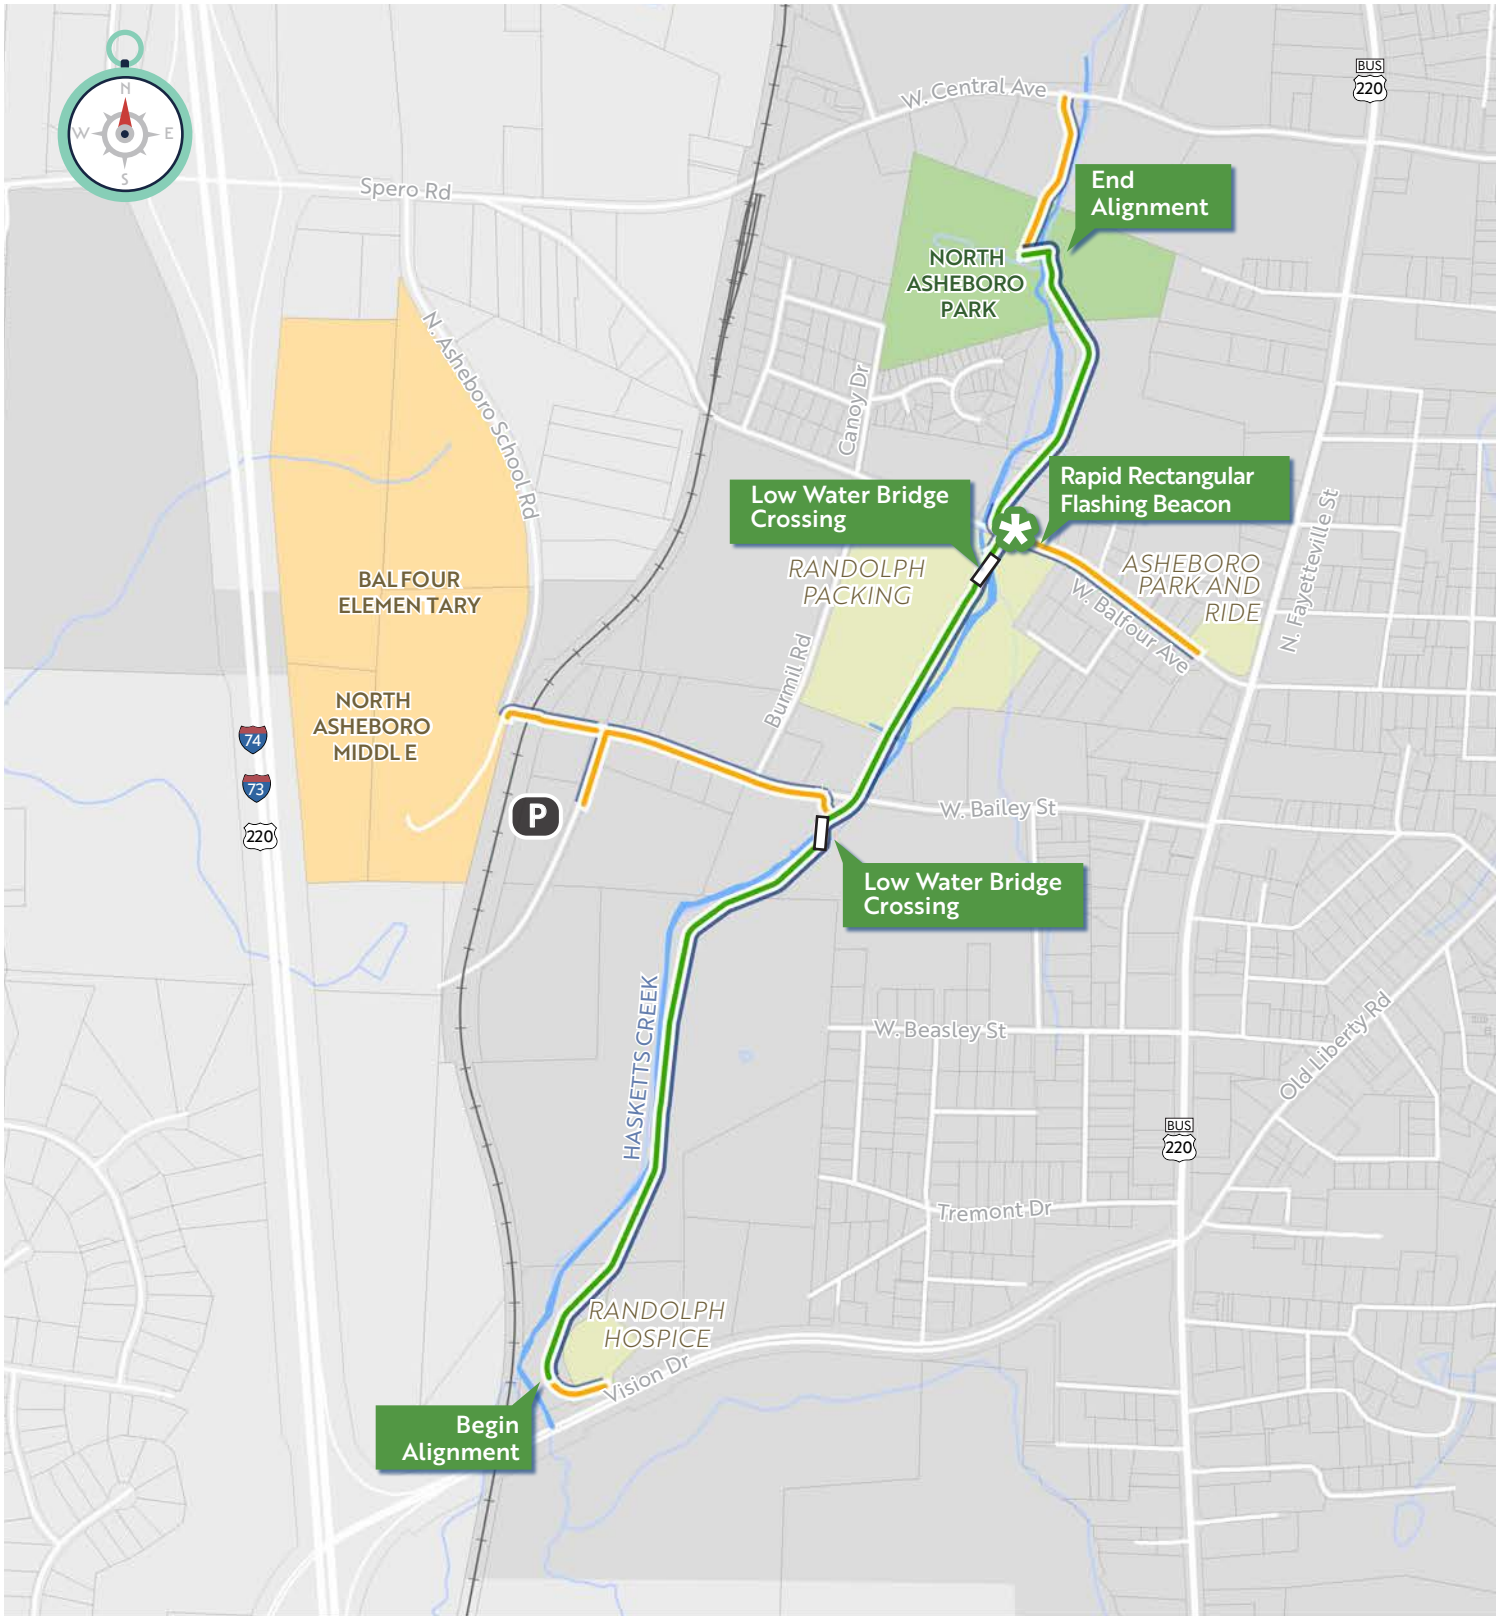 N
W
E
S
W. Central Ave
BUS
220
Spero Rd
End
Alignment
NORTH
ASHEBORO
PARK
N. Asheboro School Rd
Canoy Dr
Low Water Bridge
Crossing
Rapid Rectangular
Flashing Beacon
*
RANDOLPH
PACKING
ASHEBORO
PARK AND
RIDE
N. Fayetteville St
W. Balfour Ave
BALFOUR
ELEMEN TARY
NORTH
ASHEBORO
MIDDL E
Burmil Rd
74
73
220
P
W. Bailey St
Low Water Bridge
Crossing
HASKETTS CREEK
W. Beasley St
Old Liberty Rd
BUS
220
Tremont Dr
RANDOLPH
HOSPICE
Vision Dr
Begin
Alignment